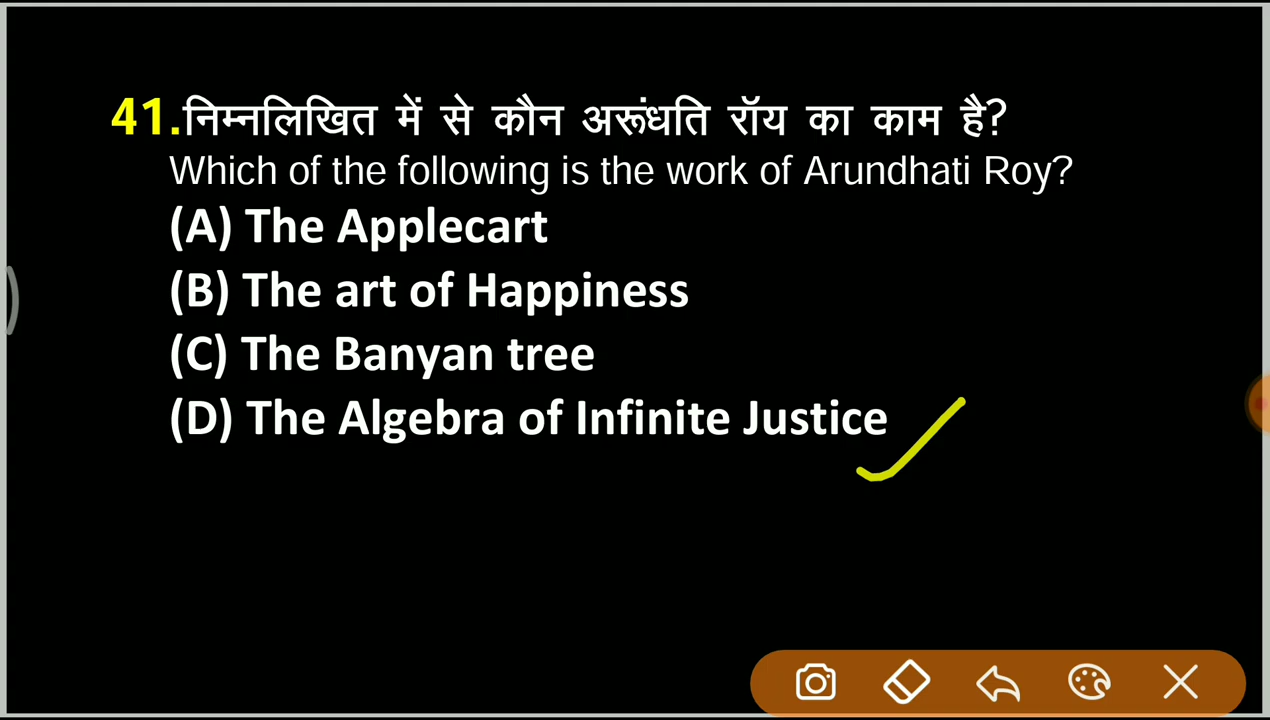 41.निम्नलिखित में से कौन अरूंधति रॉय का काम है?
Which of the following is the work of Arundhati Roy?
(A) The Applecart
(B) The art of Happiness
(C) The Banyan tree
(D) The Algebra of Infinite Justice